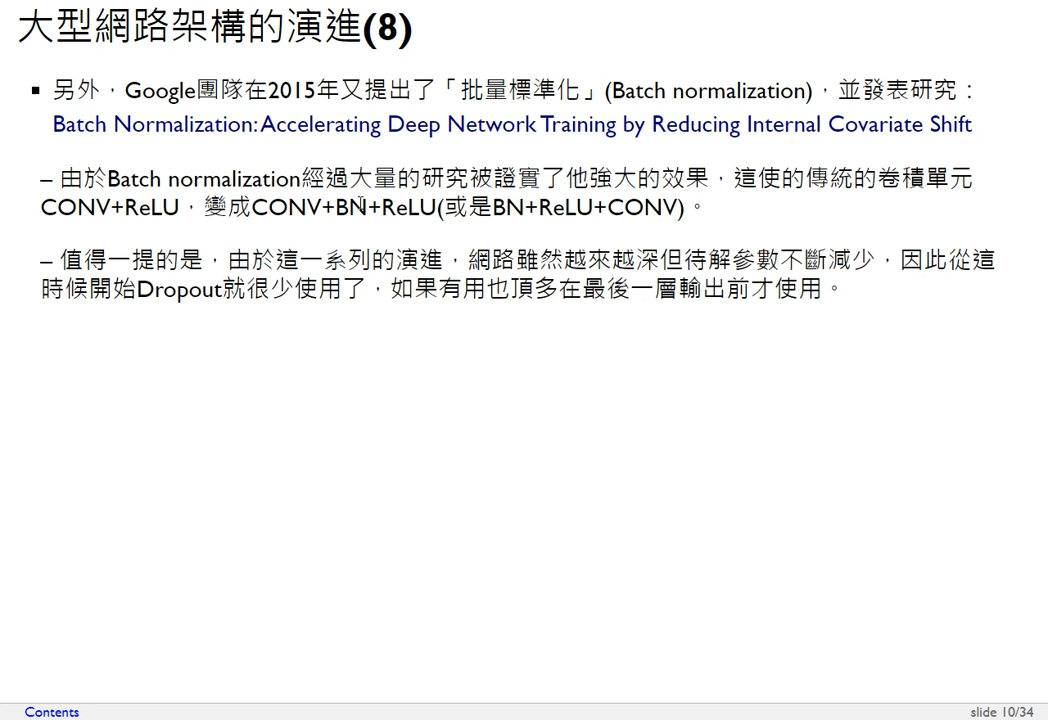 大型網路架構的演進(8)
▪ 另外，Google團隊在2015年又提出了「批量標準化」(Batch normalization)，並發表研究：
Batch Normalization: Accelerating Deep Network Training by Reducing Internal Covariate Shift
– 由於Batch normalization經過大量的研究被證實了他強大的效果，這使的傳統的卷積單元
CONV+ReLU，變成CONV+BN+ReLU(或是BN+ReLU+CONV)。
– 值得一提的是，由於這一系列的演進，網路雖然越來越深但待解參數不斷減少，因此從這
時候開始Dropout就很少使用了，如果有用也頂多在最後一層輸出前才使用。
Contents
slide 10/34